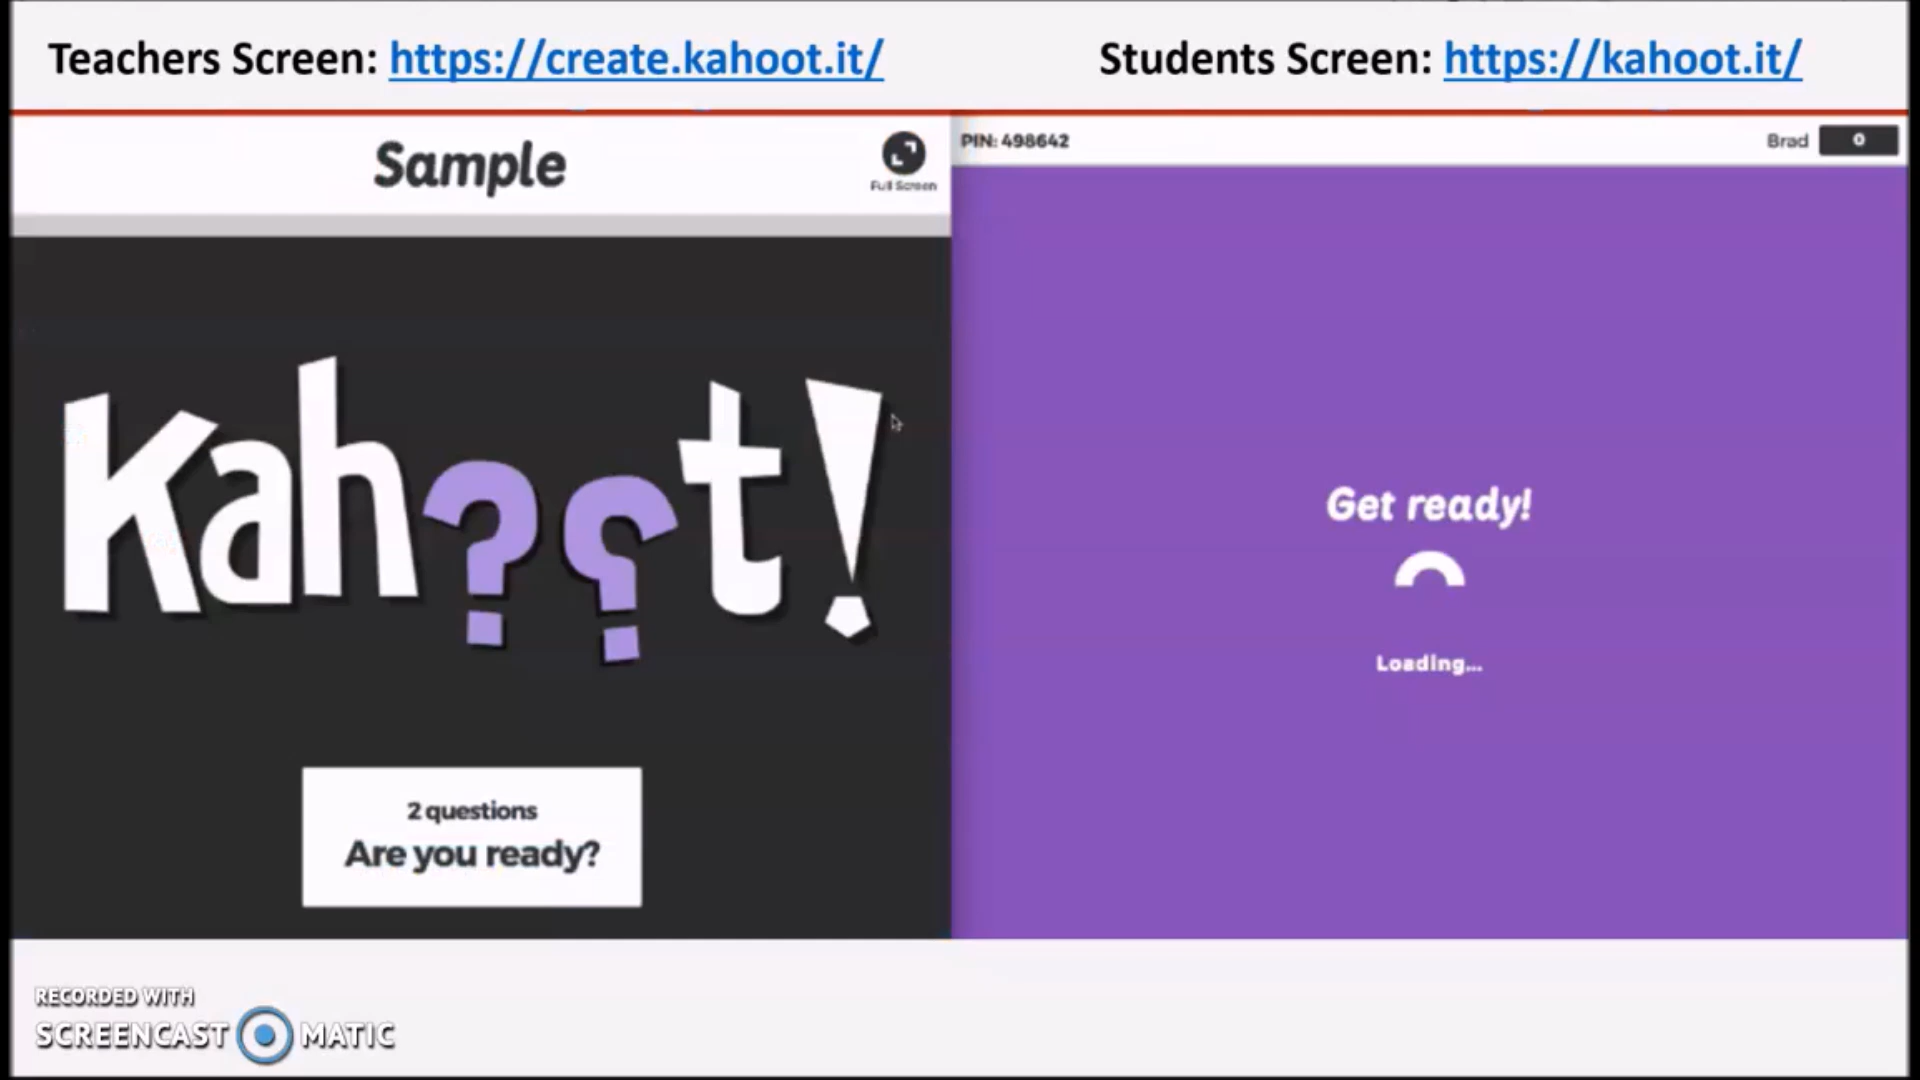 Teachers Screen: https://create.kahoot.it/
Students Screen: https://kahoot.it/
Sample
Full Screen
PIN: 498642
Brad
0
Kah??t!
Get ready!
Loading...
2 questions
Are you ready?
RECORDED WITH
SCREENCAST MATIC